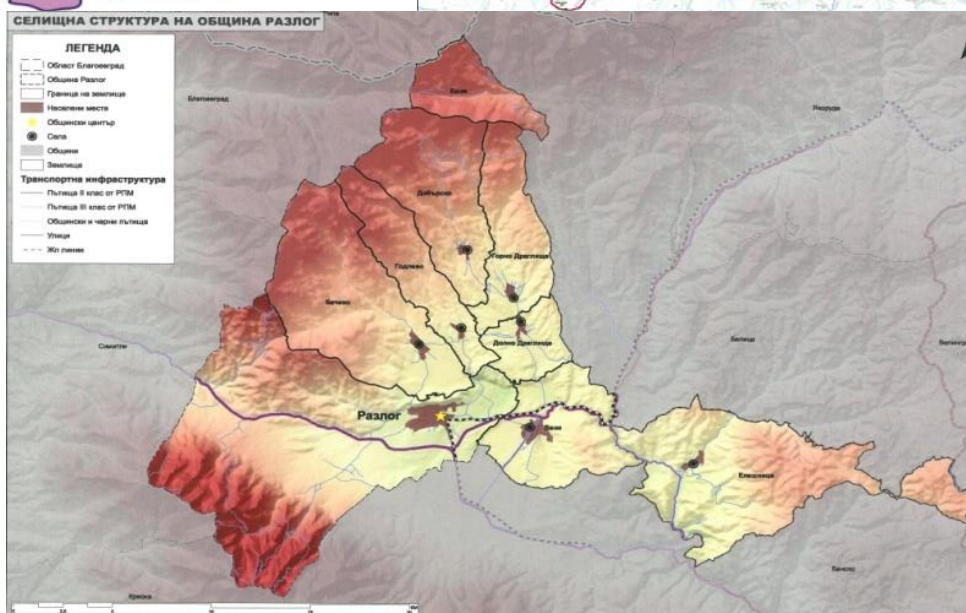 СЕЛИЩНА СТРУКТУРА НА ОБЩИНА РАЗЛОГ
ЛЕГЕНДА
Област Благоевград
Община Разлог
Граница на землище
Населени места
Общински център
Села
Общини
Землища
Транспортна инфраструктура
Пътища II клас от РПМ
Пътища III клас от РПМ
Общински и черни пътища
Улици
Жп линии
Благоевград
Баня
Якоруда
Добърско
Годлево
Горно Драглище
Бачево
Долно Драглище
Симитли
Белица
Разлог
Баня
Елешница
Банско
Кресна